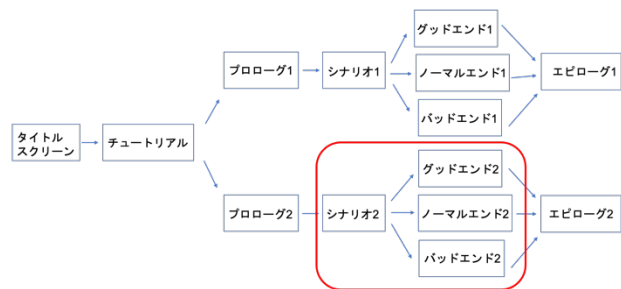 グッドエンド1
プロローグ1
シナリオ1
ノーマルエンド1
エピローグ1
バッドエンド1
タイトル
スクリーン
チュートリアル
グッドエンド2
プロローグ2
シナリオ2
ノーマルエンド2
エピローグ2
バッドエンド2